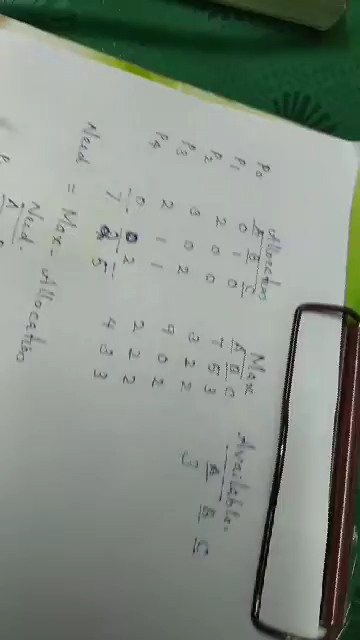 Allocation Max Available.
A B C A B C A B C
P0 0 1 0 7 5 3 3
P1 2 0 0 3 2 2
P2 3 0 2 9 0 2
P3 2 1 1 2 2 2
P4 0 0 2 4 3 3
7 2 5
Need = Max - Allocation
Need.
A